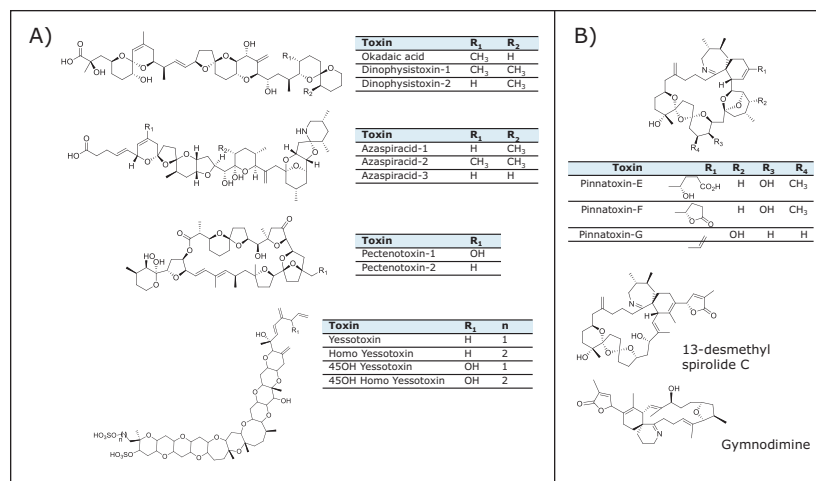 A)
Toxin R1 R2
Okadaic acid CH3 H
Dinophysistoxin-1 CH3 CH3
Dinophysistoxin-2 H CH3
Toxin R1 R2
Azaspiracid-1 H CH3
Azaspiracid-2 CH3 CH3
Azaspiracid-3 H H
Toxin R1
Pectenotoxin-1 OH
Pectenotoxin-2 H
Toxin R1 n
Yessotoxin H 1
Homo Yessotoxin H 2
45OH Yessotoxin OH 1
45OH Homo Yessotoxin OH 2
B)
Toxin R1 R2 R3 R4
Pinnatoxin-E OH CO2H H OH CH3
Pinnatoxin-F O O H OH CH3
Pinnatoxin-G OH H H
13-desmethyl
spirolide C
Gymnodimine